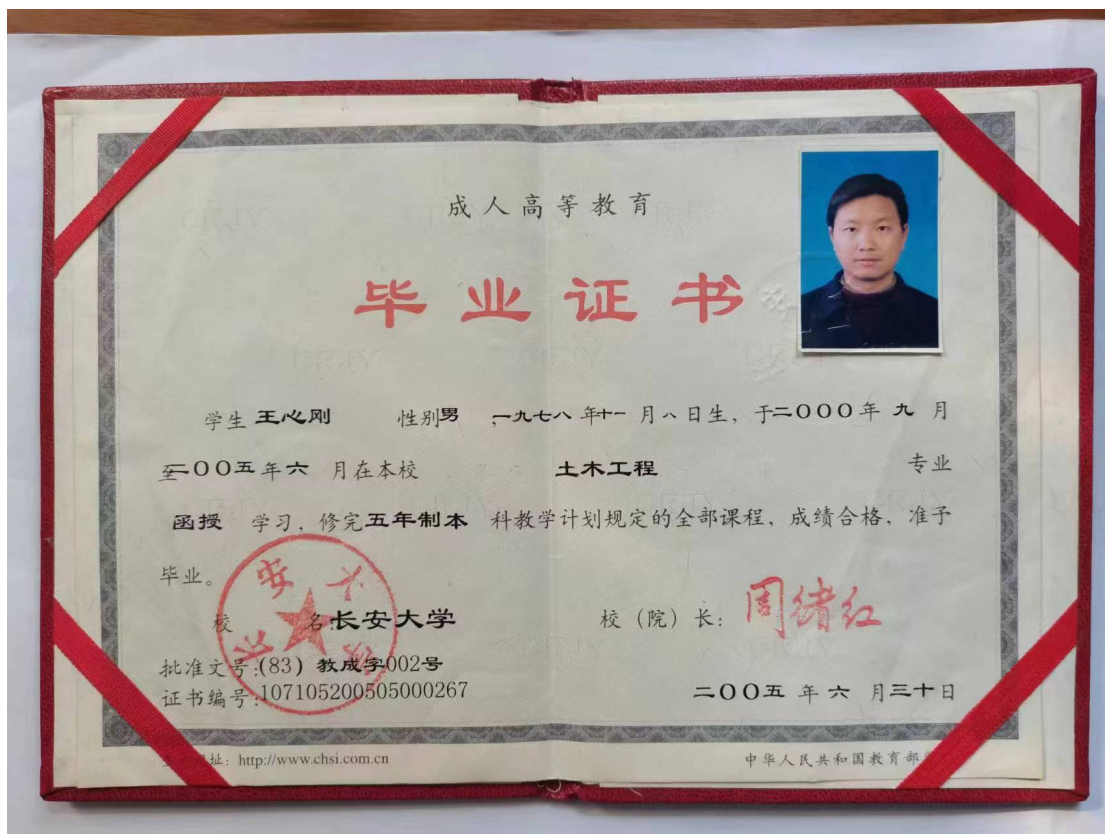 成人高等教育
毕业证书
学生 王心刚 性别男 ,一九七八年十一月八日生,于二OOO年九月
至二OO五年六月在本校 土木工程 专业
函授 学习,修完五年制本科教学计划规定的全部课程,成绩合格,准予
毕业。
长安大学
校 名:长安大学 校(院)长:周绪红
批准文号:(83)教成字002号
证书编号:107105200505000267
二OO五年六月三十日
址:http://www.chsi.com.cn 中华人民共和国教育部